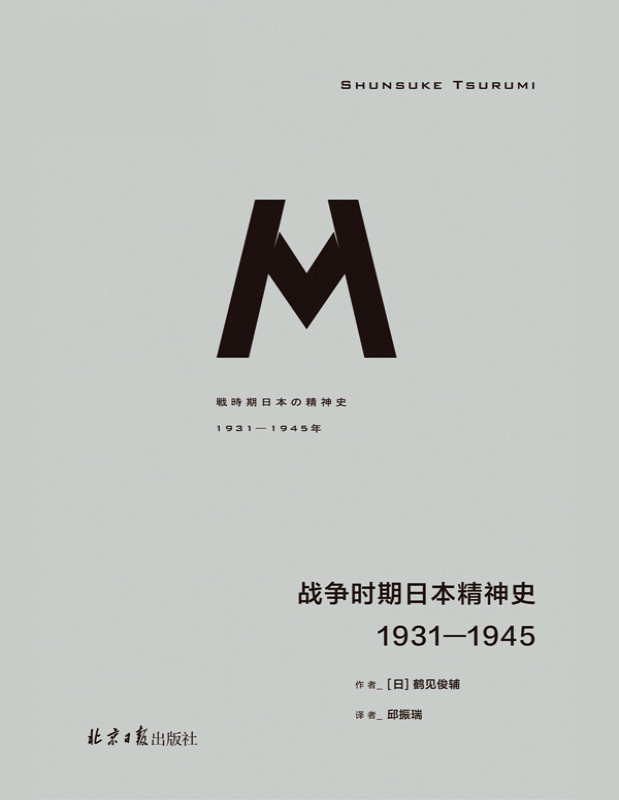 SHUNSUKE TSURUMI
M
戦時期日本の精神史
1931—1945年
战争时期日本精神史
1931—1945
作者_ [日] 鹤见俊辅
译者_ 邱振瑞
北京日报出版社